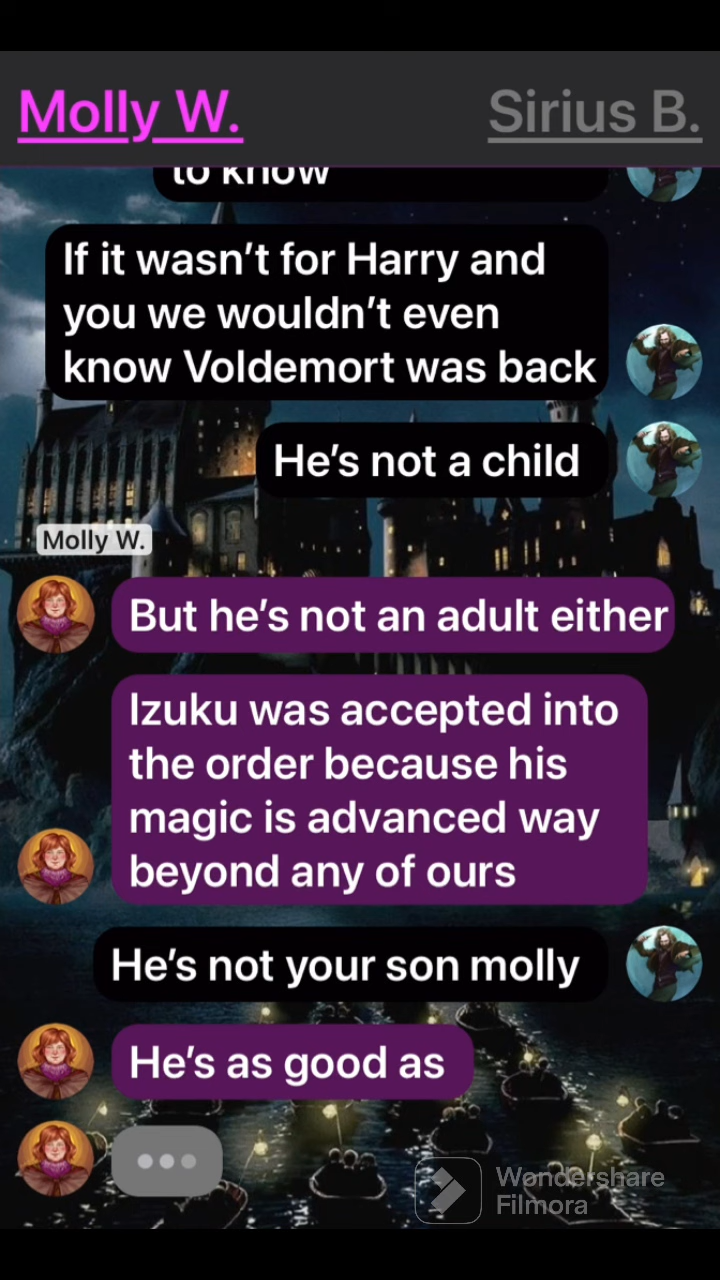 Molly W.
Sirius B.
to know
If it wasn’t for Harry and
you we wouldn’t even
know Voldemort was back
He’s not a child
Molly W.
But he’s not an adult either
Izuku was accepted into
the order because his
magic is advanced way
beyond any of ours
He’s not your son molly
He’s as good as
Wondershare
Filmora